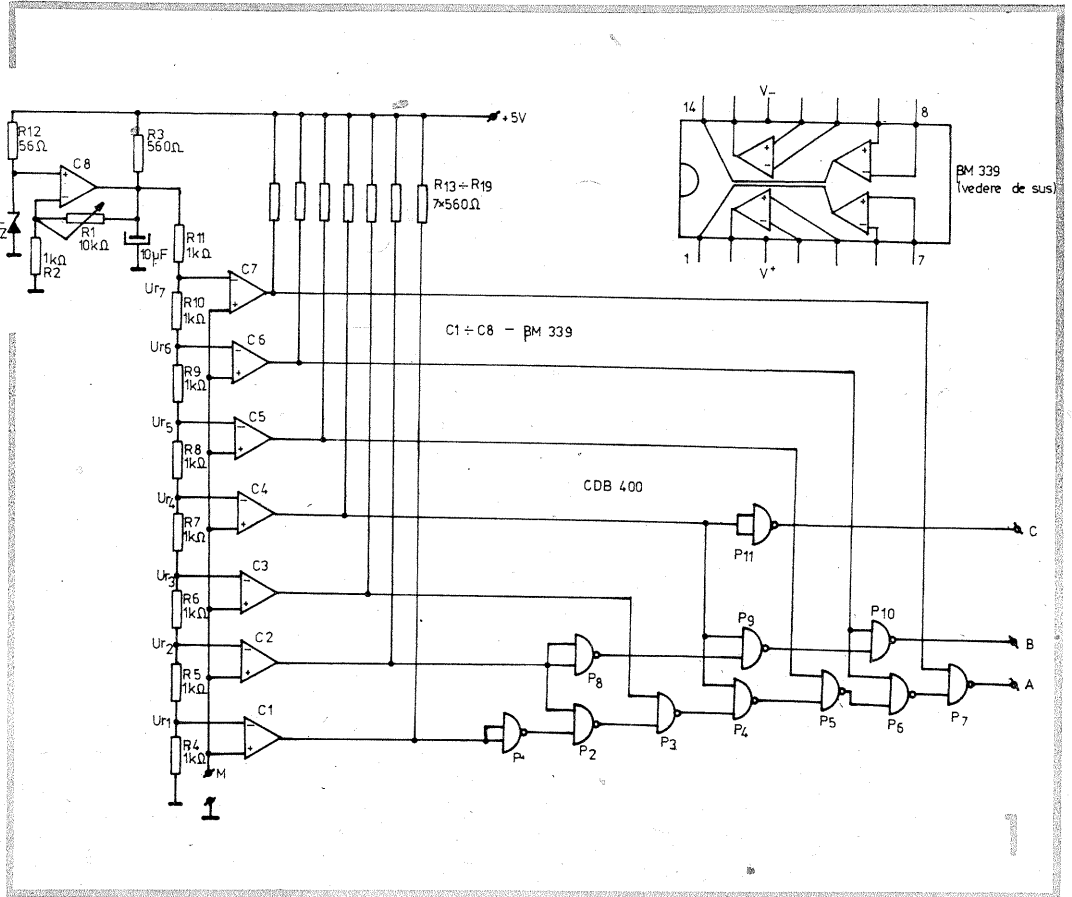 14
V-
8
BM 339
(vedere de sus)
1
V+
7
+5V
R12
56Ω
R3
560Ω
C8
+
−
R1
10kΩ
1kΩ
R2
10μF
Z
R11
1kΩ
R13÷R19
7×560Ω
C7
Ur7
R10
1kΩ
C1÷C8 – βM 339
C6
Ur6
R9
1kΩ
C5
Ur5
R8
1kΩ
C4
CDB 400
Ur4
R7
1kΩ
P11
C
C3
Ur3
R6
1kΩ
C2
Ur2
R5
1kΩ
P8
P9
P10
B
C1
Ur1
R4
1kΩ
M
P1
P2
P3
P4
P5
P6
P7
A